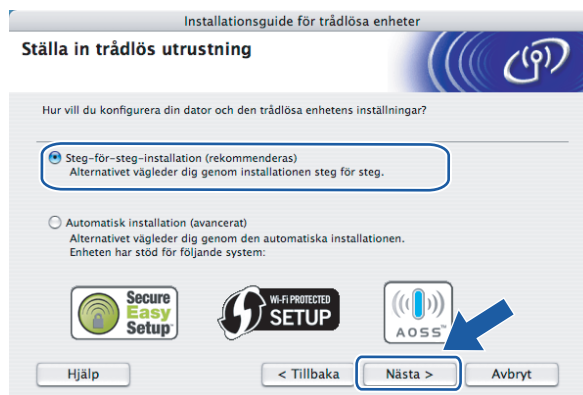 Installationsguide för trådlösa enheter
Ställa in trådlös utrustning
Hur vill du konfigurera din dator och den trådlösa enhetens inställningar?
Steg-för-steg-installation (rekommenderas)
Alternativet vägleder dig genom installationen steg för steg.
Automatisk installation (avancerat)
Alternativet vägleder dig genom den automatiska installationen.
Enheten har stöd för följande system:
Secure
Easy
Setup
Wi-Fi PROTECTED
SETUP
AOSS™
Hjälp
< Tillbaka
Nästa >
Avbryt